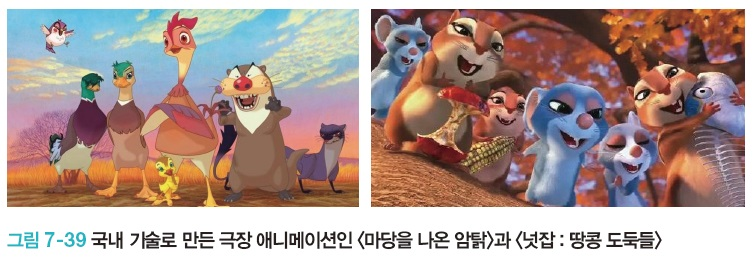 그림 7-39 국내 기술로 만든 극장 애니메이션인 <마당을 나온 암탉>과 <넛잡 : 땅콩 도둑들>